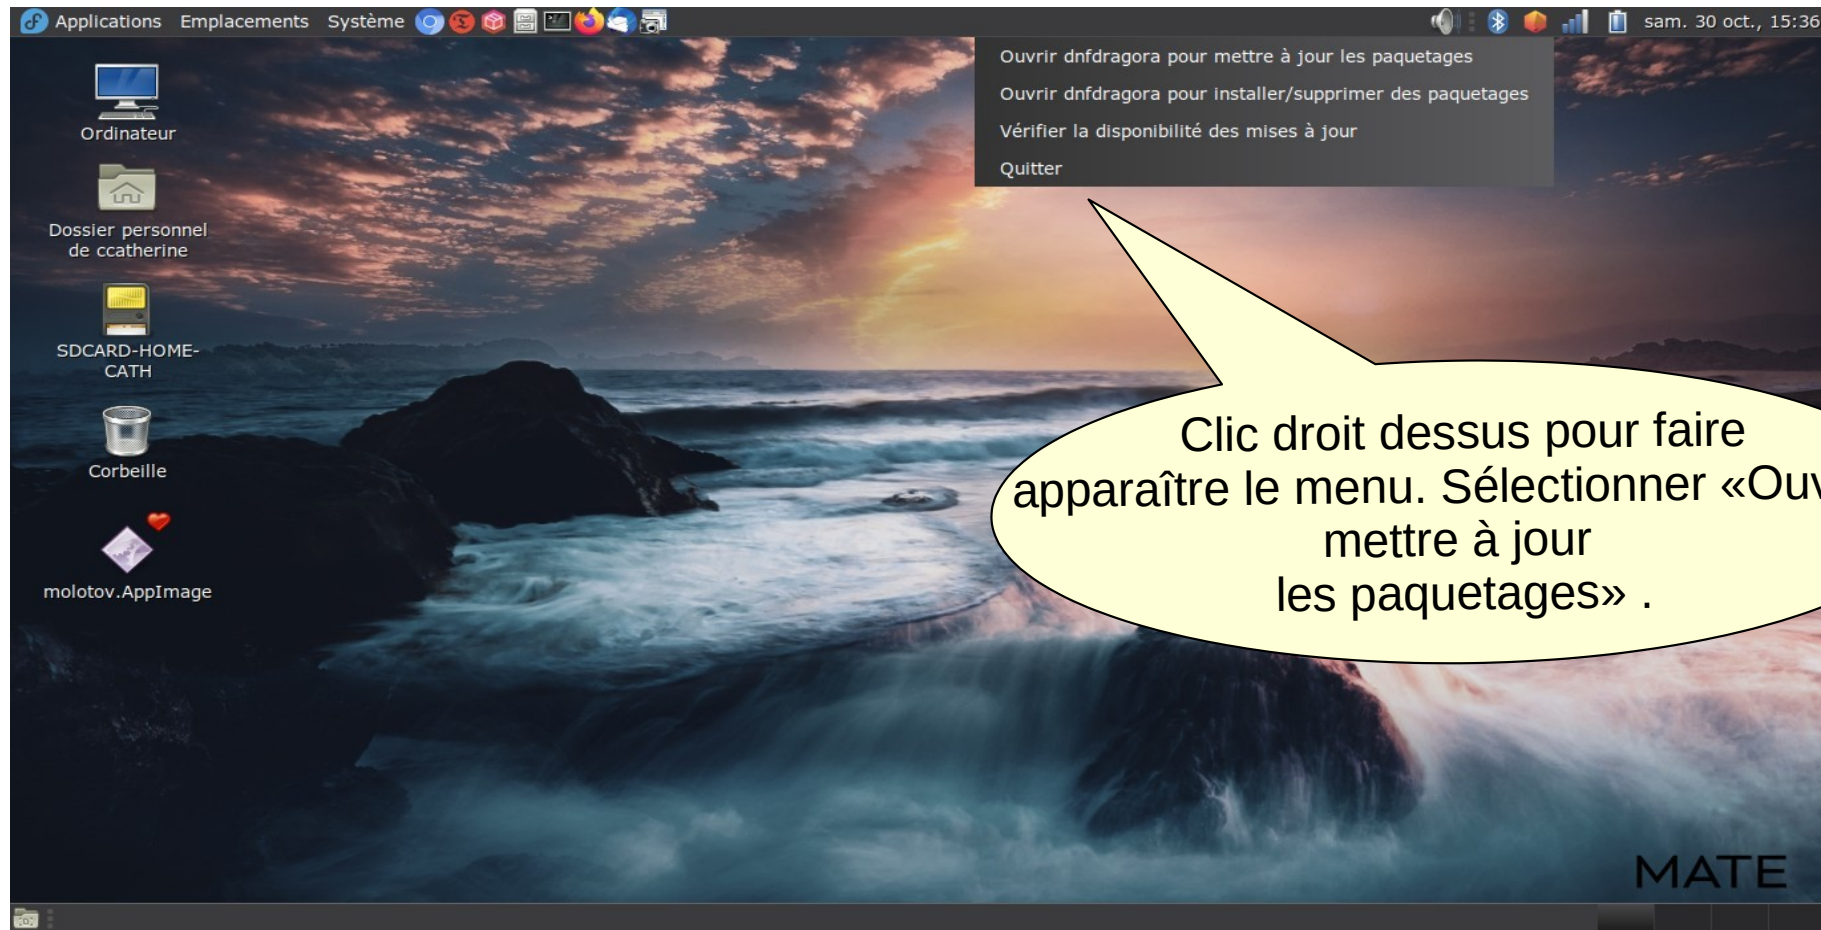 Applications Emplacements Système
sam. 30 oct., 15:36
Ouvrir dnfdragora pour mettre à jour les paquetages
Ouvrir dnfdragora pour installer/supprimer des paquetages
Vérifier la disponibilité des mises à jour
Quitter
Ordinateur
Dossier personnel
de ccatherine
SDCARD-HOME-
CATH
Corbeille
molotov.AppImage
Clic droit dessus pour faire
apparaître le menu. Sélectionner
mettre à jour
les paquetages» .
MATE